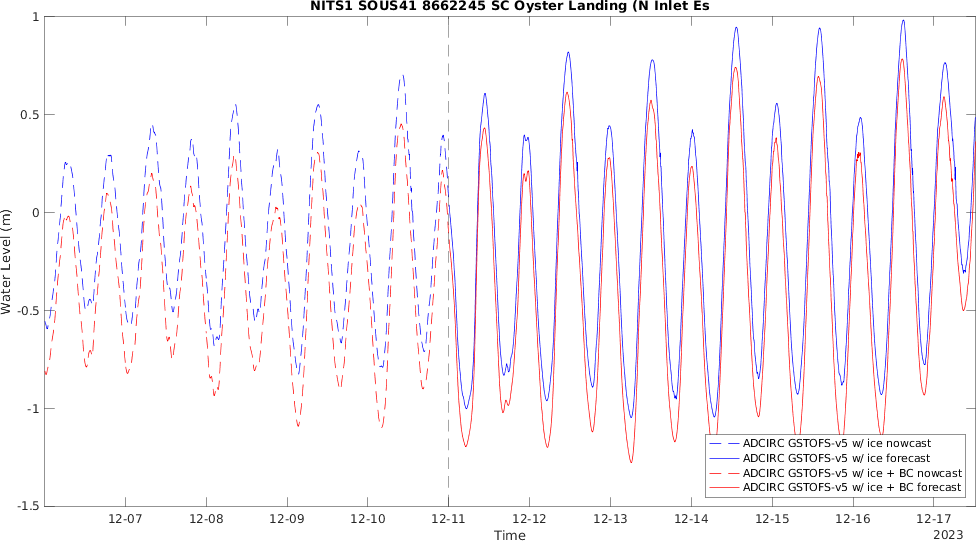 NITS1 SOUS41 8662245 SC Oyster Landing (N Inlet Es
Water Level (m)
1
0.5
0
-0.5
-1
-1.5
ADCIRC GSTOFS-v5 w/ ice nowcast
ADCIRC GSTOFS-v5 w/ ice forecast
ADCIRC GSTOFS-v5 w/ ice + BC nowcast
ADCIRC GSTOFS-v5 w/ ice + BC forecast
12-07 12-08 12-09 12-10 12-11 12-12 12-13 12-14 12-15 12-16 12-17
Time
2023